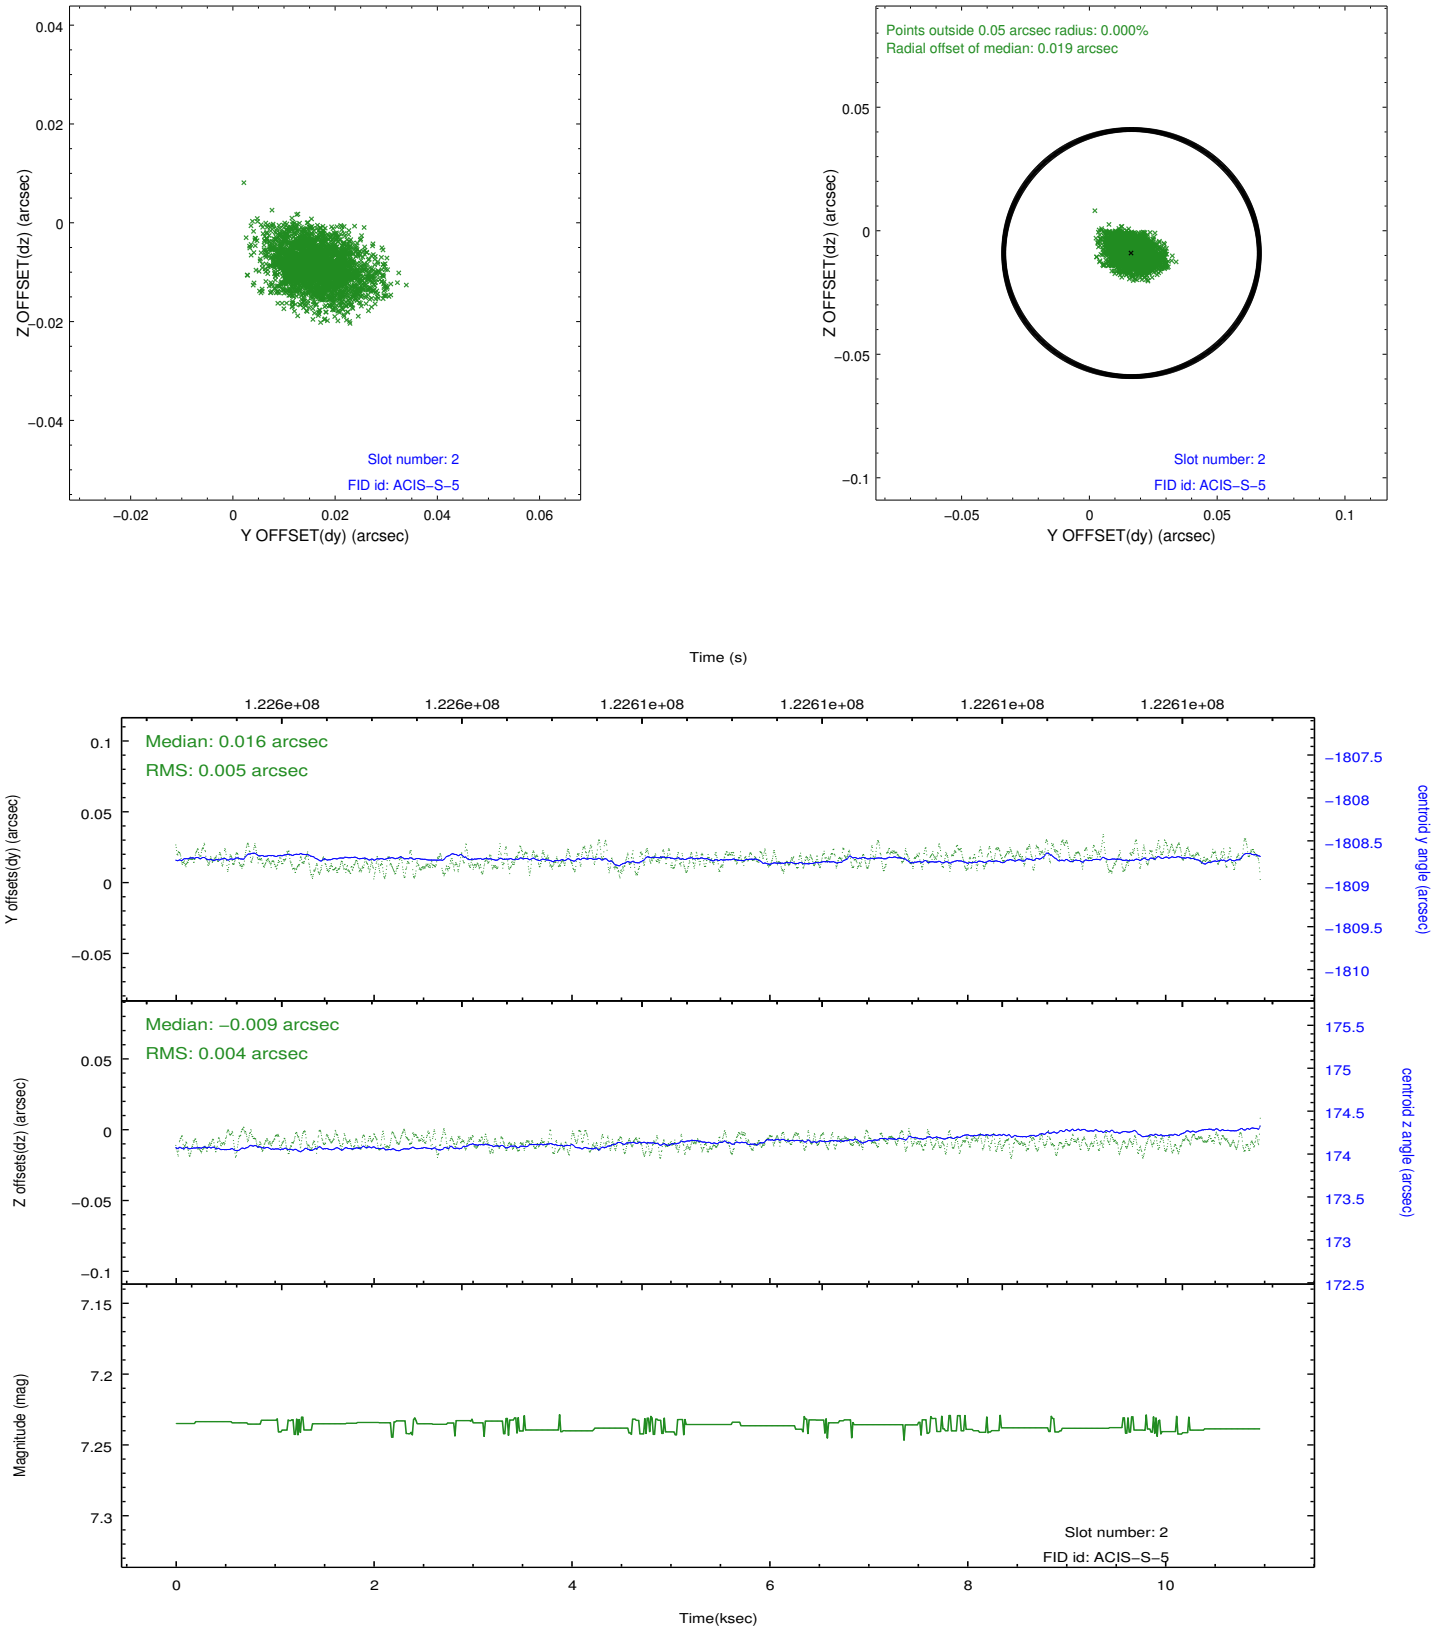 0.04
0.02
0
−0.02
−0.04
Z OFFSET(dz) (arcsec)
Slot number: 2
FID id: ACIS−S−5
−0.02 0 0.02 0.04 0.06
Y OFFSET(dy) (arcsec)
Points outside 0.05 arcsec radius: 0.000%
Radial offset of median: 0.019 arcsec
0.05
0
−0.05
−0.1
Z OFFSET(dz) (arcsec)
Slot number: 2
FID id: ACIS−S−5
−0.05 0 0.05 0.1
Y OFFSET(dy) (arcsec)
Time (s)
1.226e+08 1.226e+08 1.2261e+08 1.2261e+08 1.2261e+08 1.2261e+08
Median: 0.016 arcsec
RMS: 0.005 arcsec
0.1
0.05
0
−0.05
Y offsets(dy) (arcsec)
−1807.5
−1808
−1808.5
−1809
−1809.5
−1810
centroid y angle (arcsec)
Median: −0.009 arcsec
RMS: 0.004 arcsec
0.05
0
−0.05
−0.1
Z offsets(dz) (arcsec)
175.5
175
174.5
174
173.5
173
172.5
centroid z angle (arcsec)
7.15
7.2
7.25
7.3
Magnitude (mag)
Slot number: 2
FID id: ACIS−S−5
0 2 4 6 8 10
Time(ksec)